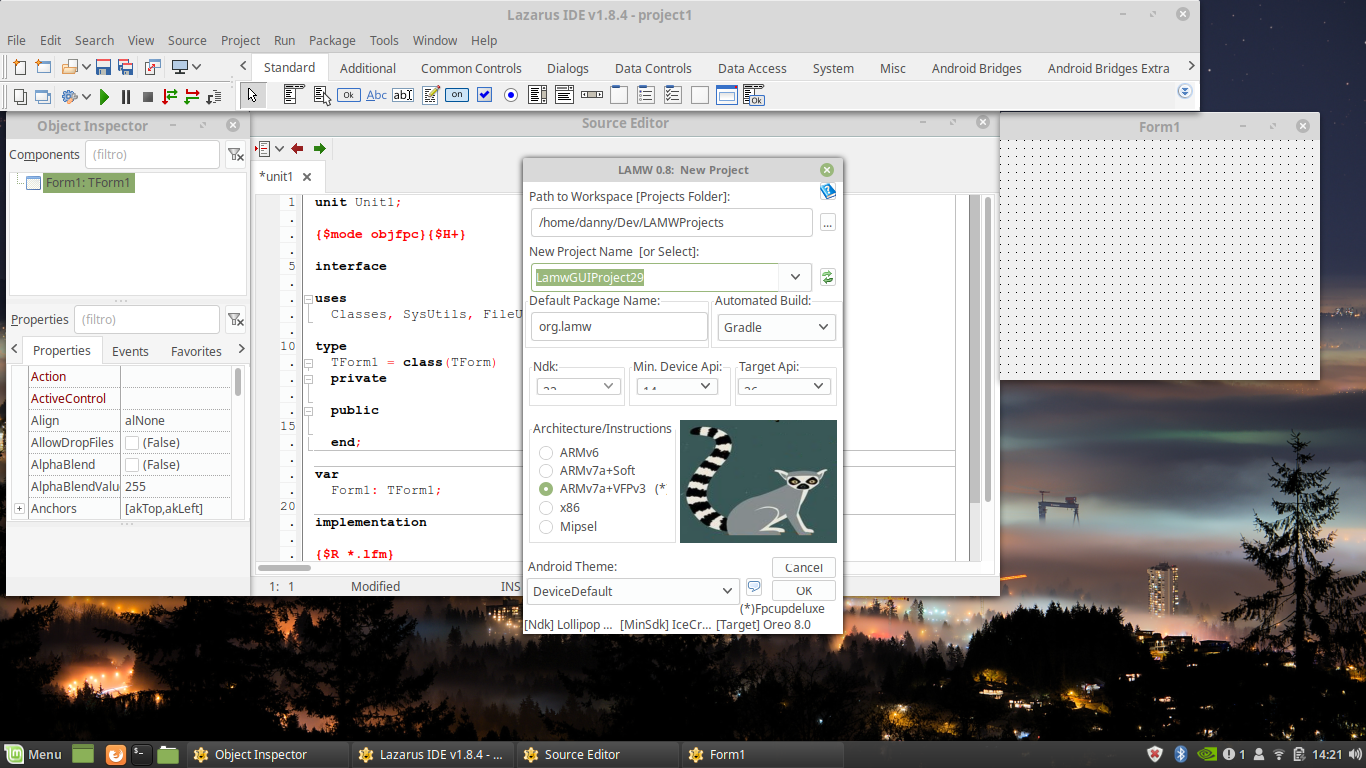 Lazarus IDE v1.8.4 - project1
File Edit Search View Source Project Run Package Tools Window Help
Standard Additional Common Controls Dialogs Data Controls Data Access System Misc Android Bridges Android Bridges Extra
Ok Abc ab on Ok
Object Inspector
Components (filtro)
Form1: TForm1
Properties (filtro)
Properties Events Favorites
Action
ActiveControl
Align alNone
AllowDropFiles (False)
AlphaBlend (False)
AlphaBlendValu 255
Anchors [akTop,akLeft]
Source Editor
*unit1
1 unit Unit1;
. {$mode objfpc}{$H+}
5 interface
. uses
. Classes, SysUtils, FileU
10 type
. TForm1 = class(TForm)
. private
. public
15
. end;
. var
. Form1: TForm1;
20
. implementation
. {$R *.lfm}
1: 1 Modified INS
LAMW 0.8: New Project
Path to Workspace [Projects Folder]:
/home/danny/Dev/LAMWProjects
...
New Project Name [or Select]:
LamwGUIProject29
Default Package Name: Automated Build:
org.lamw Gradle
Ndk: Min. Device Api: Target Api:
Architecture/Instructions
ARMv6
ARMv7a+Soft
ARMv7a+VFPv3 (*
x86
Mipsel
Android Theme:
DeviceDefault
Cancel
OK
(*)Fpcupdeluxe
[Ndk] Lollipop ... [MinSdk] IceCr... [Target] Oreo 8.0
Form1
Menu Object Inspector Lazarus IDE v1.8.4 - ... Source Editor Form1 1 14:21